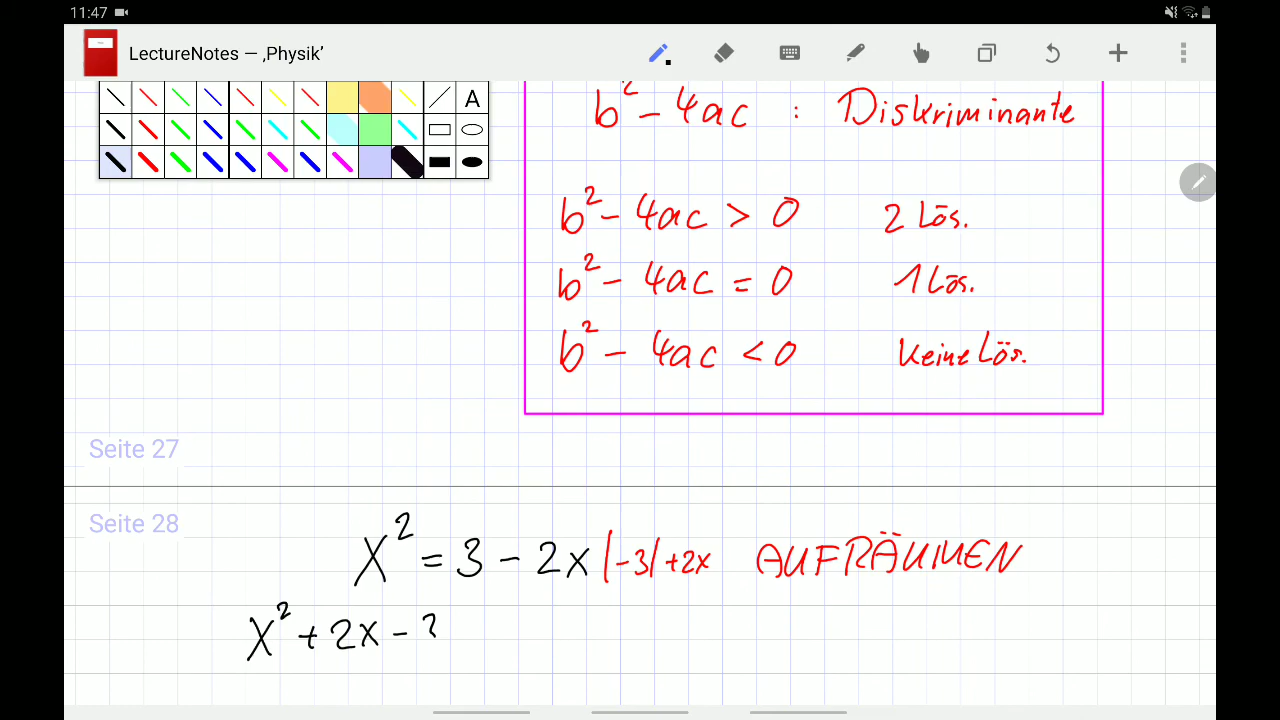 11:47
LectureNotes — ‚Physik‘
A
b² - 4ac : Diskriminante
b² - 4ac > 0 2 Lös.
b² - 4ac = 0 1 Lös.
b² - 4ac < 0 keine Lös.
Seite 27
Seite 28
x² = 3 - 2x |-3|+2x AUFRÄUMEN
x² + 2x -